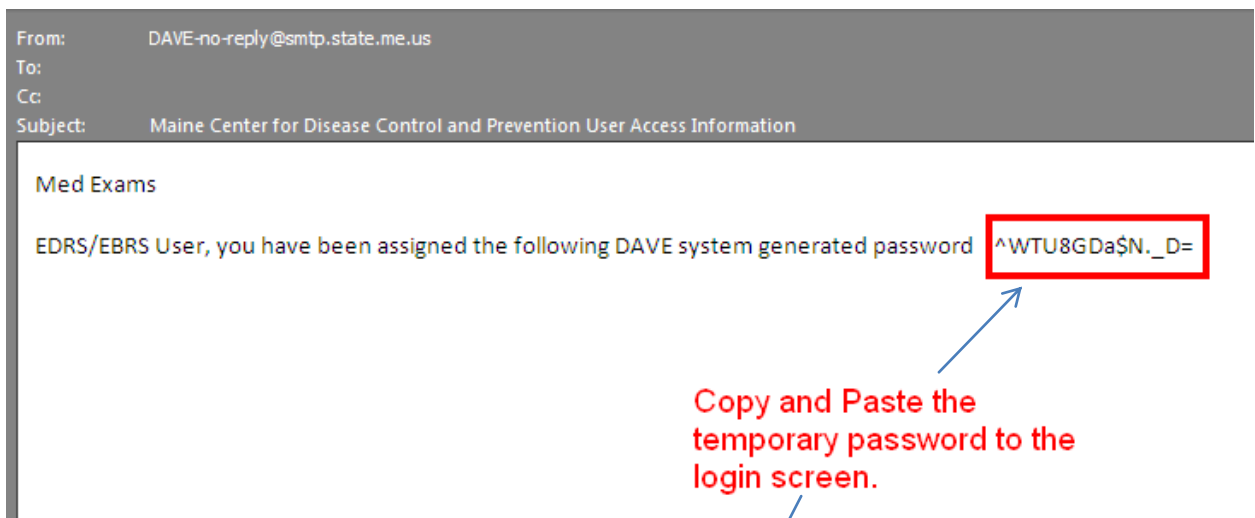 From: DAVE-no-reply@smtp.state.me.us
To:
Cc:
Subject: Maine Center for Disease Control and Prevention User Access Information
Med Exams
EDRS/EBRS User, you have been assigned the following DAVE system generated password ^WTU8GDa$N._D=
Copy and Paste the
temporary password to the
login screen.